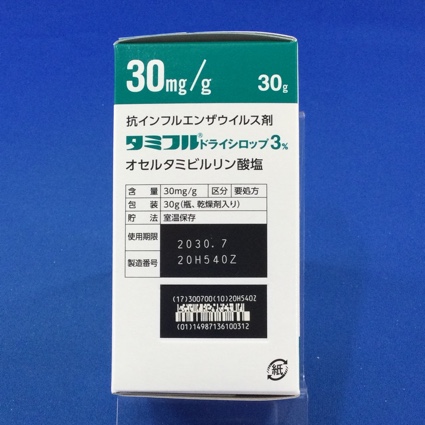 30mg/g 30g
抗インフルエンザウイルス剤
タミフル®ドライシロップ3%
オセルタミビルリン酸塩
含 量 30mg/g 区分 要処方
包 装 30g(瓶、乾燥剤入り)
貯 法 室温保存
使用期限 2030.7
製造番号 20H540Z
(17)300700(10)20H540Z
(01)14987136100312
紙